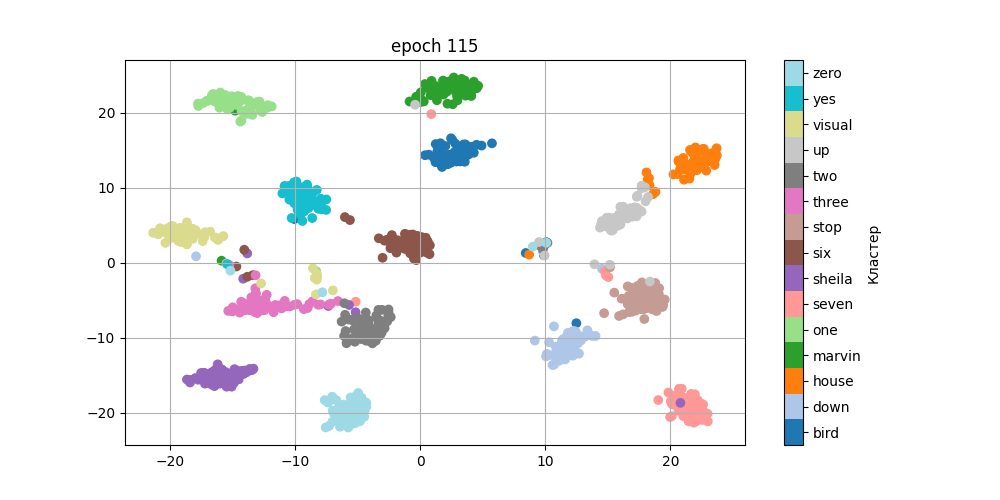 epoch 115
20
10
0
−10
−20
−20
−10
0
10
20
zero
yes
visual
up
two
three
stop
six
sheila
seven
one
marvin
house
down
bird
Кластер